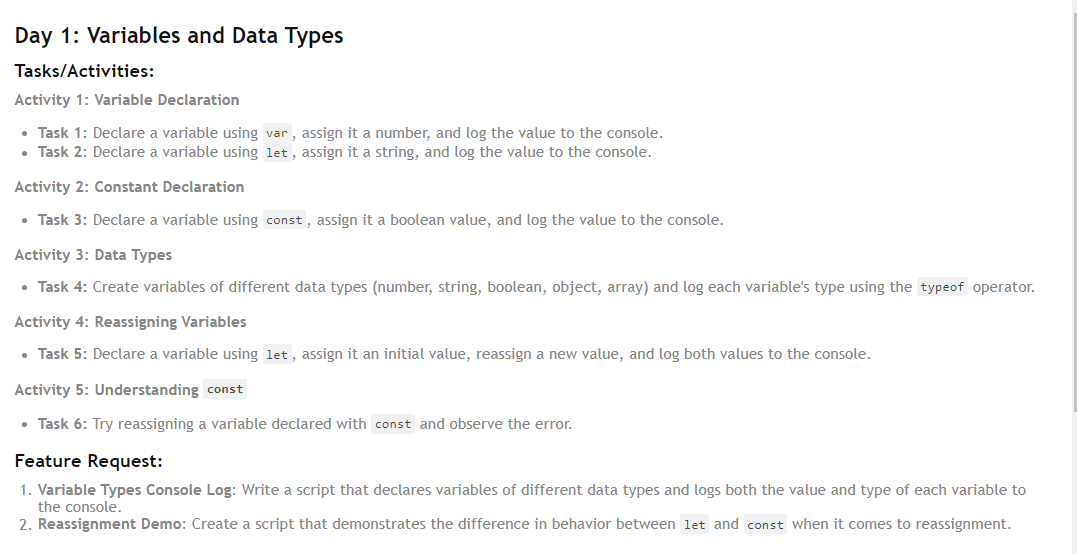 Day 1: Variables and Data Types
Tasks/Activities:
Activity 1: Variable Declaration
• Task 1: Declare a variable using var, assign it a number, and log the value to the console.
• Task 2: Declare a variable using let, assign it a string, and log the value to the console.
Activity 2: Constant Declaration
• Task 3: Declare a variable using const, assign it a boolean value, and log the value to the console.
Activity 3: Data Types
• Task 4: Create variables of different data types (number, string, boolean, object, array) and log each variable's type using the typeof operator.
Activity 4: Reassigning Variables
• Task 5: Declare a variable using let, assign it an initial value, reassign a new value, and log both values to the console.
Activity 5: Understanding const
• Task 6: Try reassigning a variable declared with const and observe the error.
Feature Request:
1. Variable Types Console Log: Write a script that declares variables of different data types and logs both the value and type of each variable to
the console.
2. Reassignment Demo: Create a script that demonstrates the difference in behavior between let and const when it comes to reassignment.